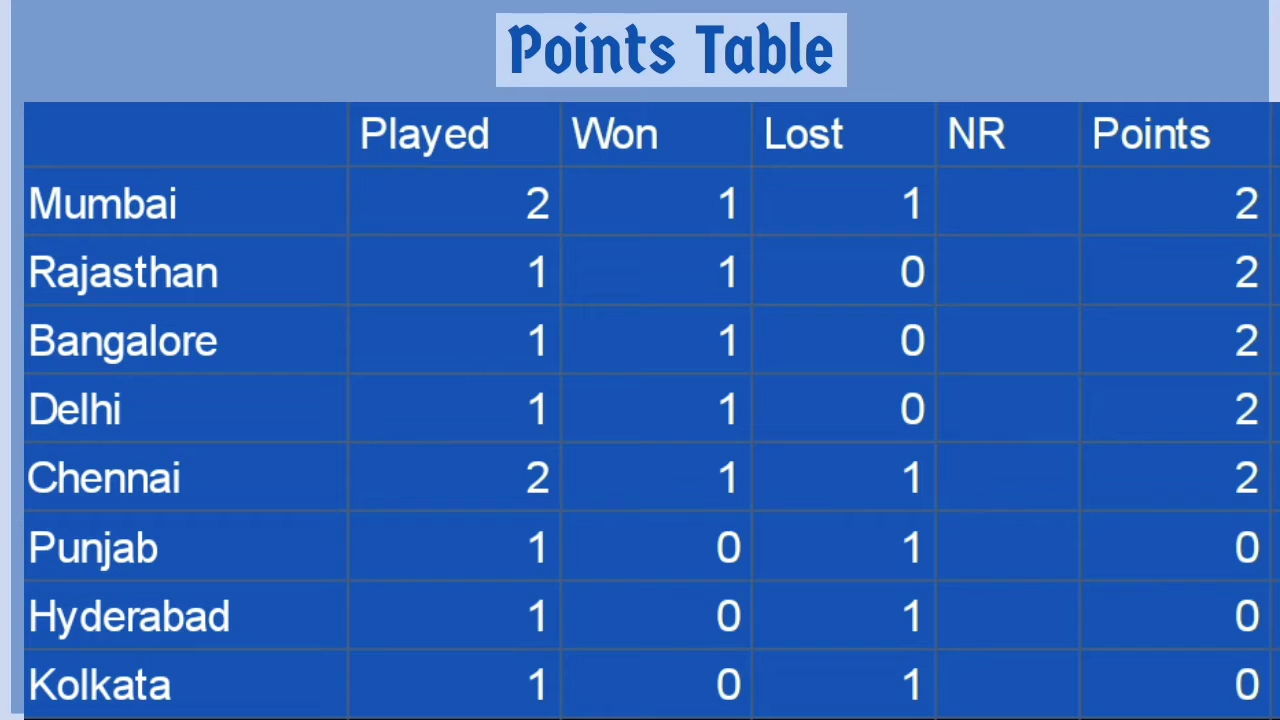 Points Table
Played Won Lost NR Points
Mumbai 2 1 1 2
Rajasthan 1 1 0 2
Bangalore 1 1 0 2
Delhi 1 1 0 2
Chennai 2 1 1 2
Punjab 1 0 1 0
Hyderabad 1 0 1 0
Kolkata 1 0 1 0